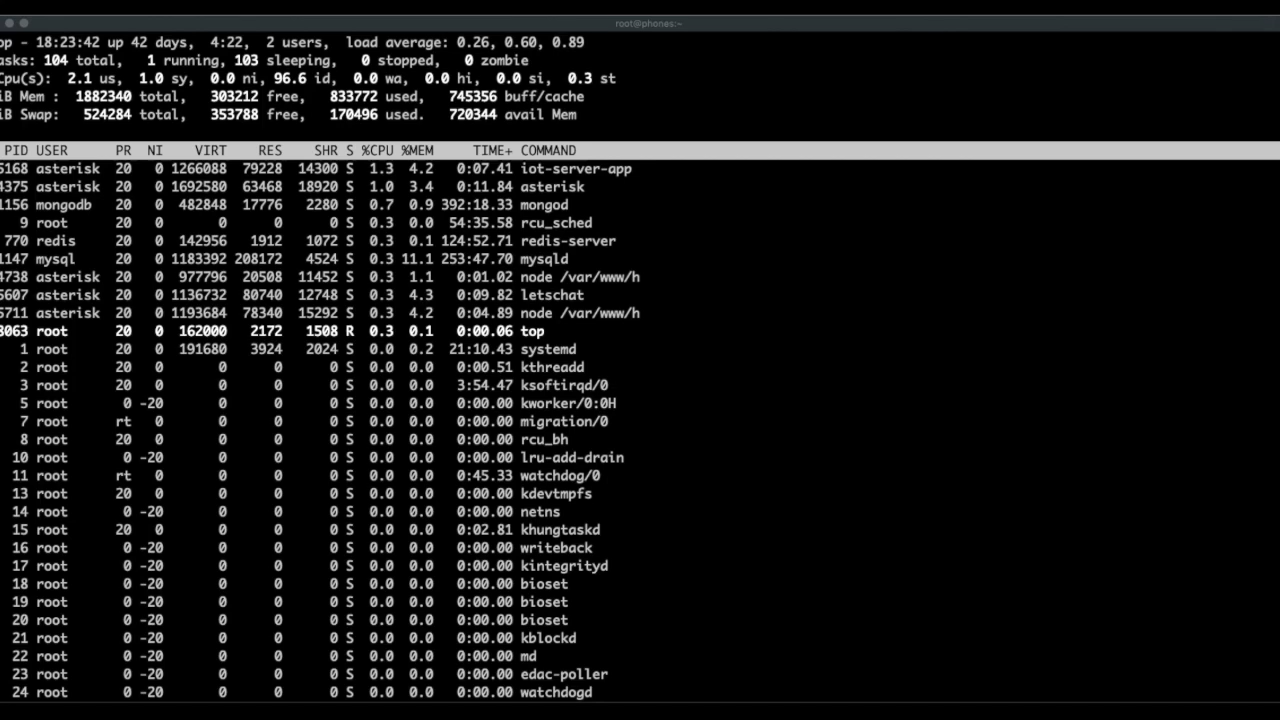 root@phones:~
op - 18:23:42 up 42 days,  4:22,  2 users,  load average: 0.26, 0.60, 0.89
asks: 104 total,   1 running, 103 sleeping,   0 stopped,   0 zombie
Cpu(s):  2.1 us,  1.0 sy,  0.0 ni, 96.6 id,  0.0 wa,  0.0 hi,  0.0 si,  0.3 st
iB Mem :  1882340 total,   303212 free,   833772 used,   745356 buff/cache
iB Swap:   524284 total,   353788 free,   170496 used.   720344 avail Mem
PID USER      PR  NI    VIRT    RES    SHR S %CPU %MEM     TIME+ COMMAND
5168 asterisk  20   0 1266088  79228  14300 S  1.3  4.2   0:07.41 iot-server-app
4375 asterisk  20   0 1692580  63468  18920 S  1.0  3.4   0:11.84 asterisk
1156 mongodb   20   0  482848  17776   2280 S  0.7  0.9 392:18.33 mongod
9 root      20   0       0      0      0 S  0.3  0.0  54:35.58 rcu_sched
770 redis     20   0  142956   1912   1072 S  0.3  0.1 124:52.71 redis-server
1147 mysql     20   0 1183392 208172   4524 S  0.3 11.1 253:47.70 mysqld
4738 asterisk  20   0  977796  20508  11452 S  0.3  1.1   0:01.02 node /var/www/h
5607 asterisk  20   0 1136732  80740  12748 S  0.3  4.3   0:09.82 letschat
5711 asterisk  20   0 1193684  78340  15292 S  0.3  4.2   0:04.89 node /var/www/h
3063 root      20   0  162000   2172   1508 R  0.3  0.1   0:00.06 top
1 root      20   0  191680   3924   2024 S  0.0  0.2  21:10.43 systemd
2 root      20   0       0      0      0 S  0.0  0.0   0:00.51 kthreadd
3 root      20   0       0      0      0 S  0.0  0.0   3:54.47 ksoftirqd/0
5 root       0 -20       0      0      0 S  0.0  0.0   0:00.00 kworker/0:0H
7 root      rt   0       0      0      0 S  0.0  0.0   0:00.00 migration/0
8 root      20   0       0      0      0 S  0.0  0.0   0:00.00 rcu_bh
10 root       0 -20       0      0      0 S  0.0  0.0   0:00.00 lru-add-drain
11 root      rt   0       0      0      0 S  0.0  0.0   0:45.33 watchdog/0
13 root      20   0       0      0      0 S  0.0  0.0   0:00.00 kdevtmpfs
14 root       0 -20       0      0      0 S  0.0  0.0   0:00.00 netns
15 root      20   0       0      0      0 S  0.0  0.0   0:02.81 khungtaskd
16 root       0 -20       0      0      0 S  0.0  0.0   0:00.00 writeback
17 root       0 -20       0      0      0 S  0.0  0.0   0:00.00 kintegrityd
18 root       0 -20       0      0      0 S  0.0  0.0   0:00.00 bioset
19 root       0 -20       0      0      0 S  0.0  0.0   0:00.00 bioset
20 root       0 -20       0      0      0 S  0.0  0.0   0:00.00 bioset
21 root       0 -20       0      0      0 S  0.0  0.0   0:00.00 kblockd
22 root       0 -20       0      0      0 S  0.0  0.0   0:00.00 md
23 root       0 -20       0      0      0 S  0.0  0.0   0:00.00 edac-poller
24 root       0 -20       0      0      0 S  0.0  0.0   0:00.00 watchdogd